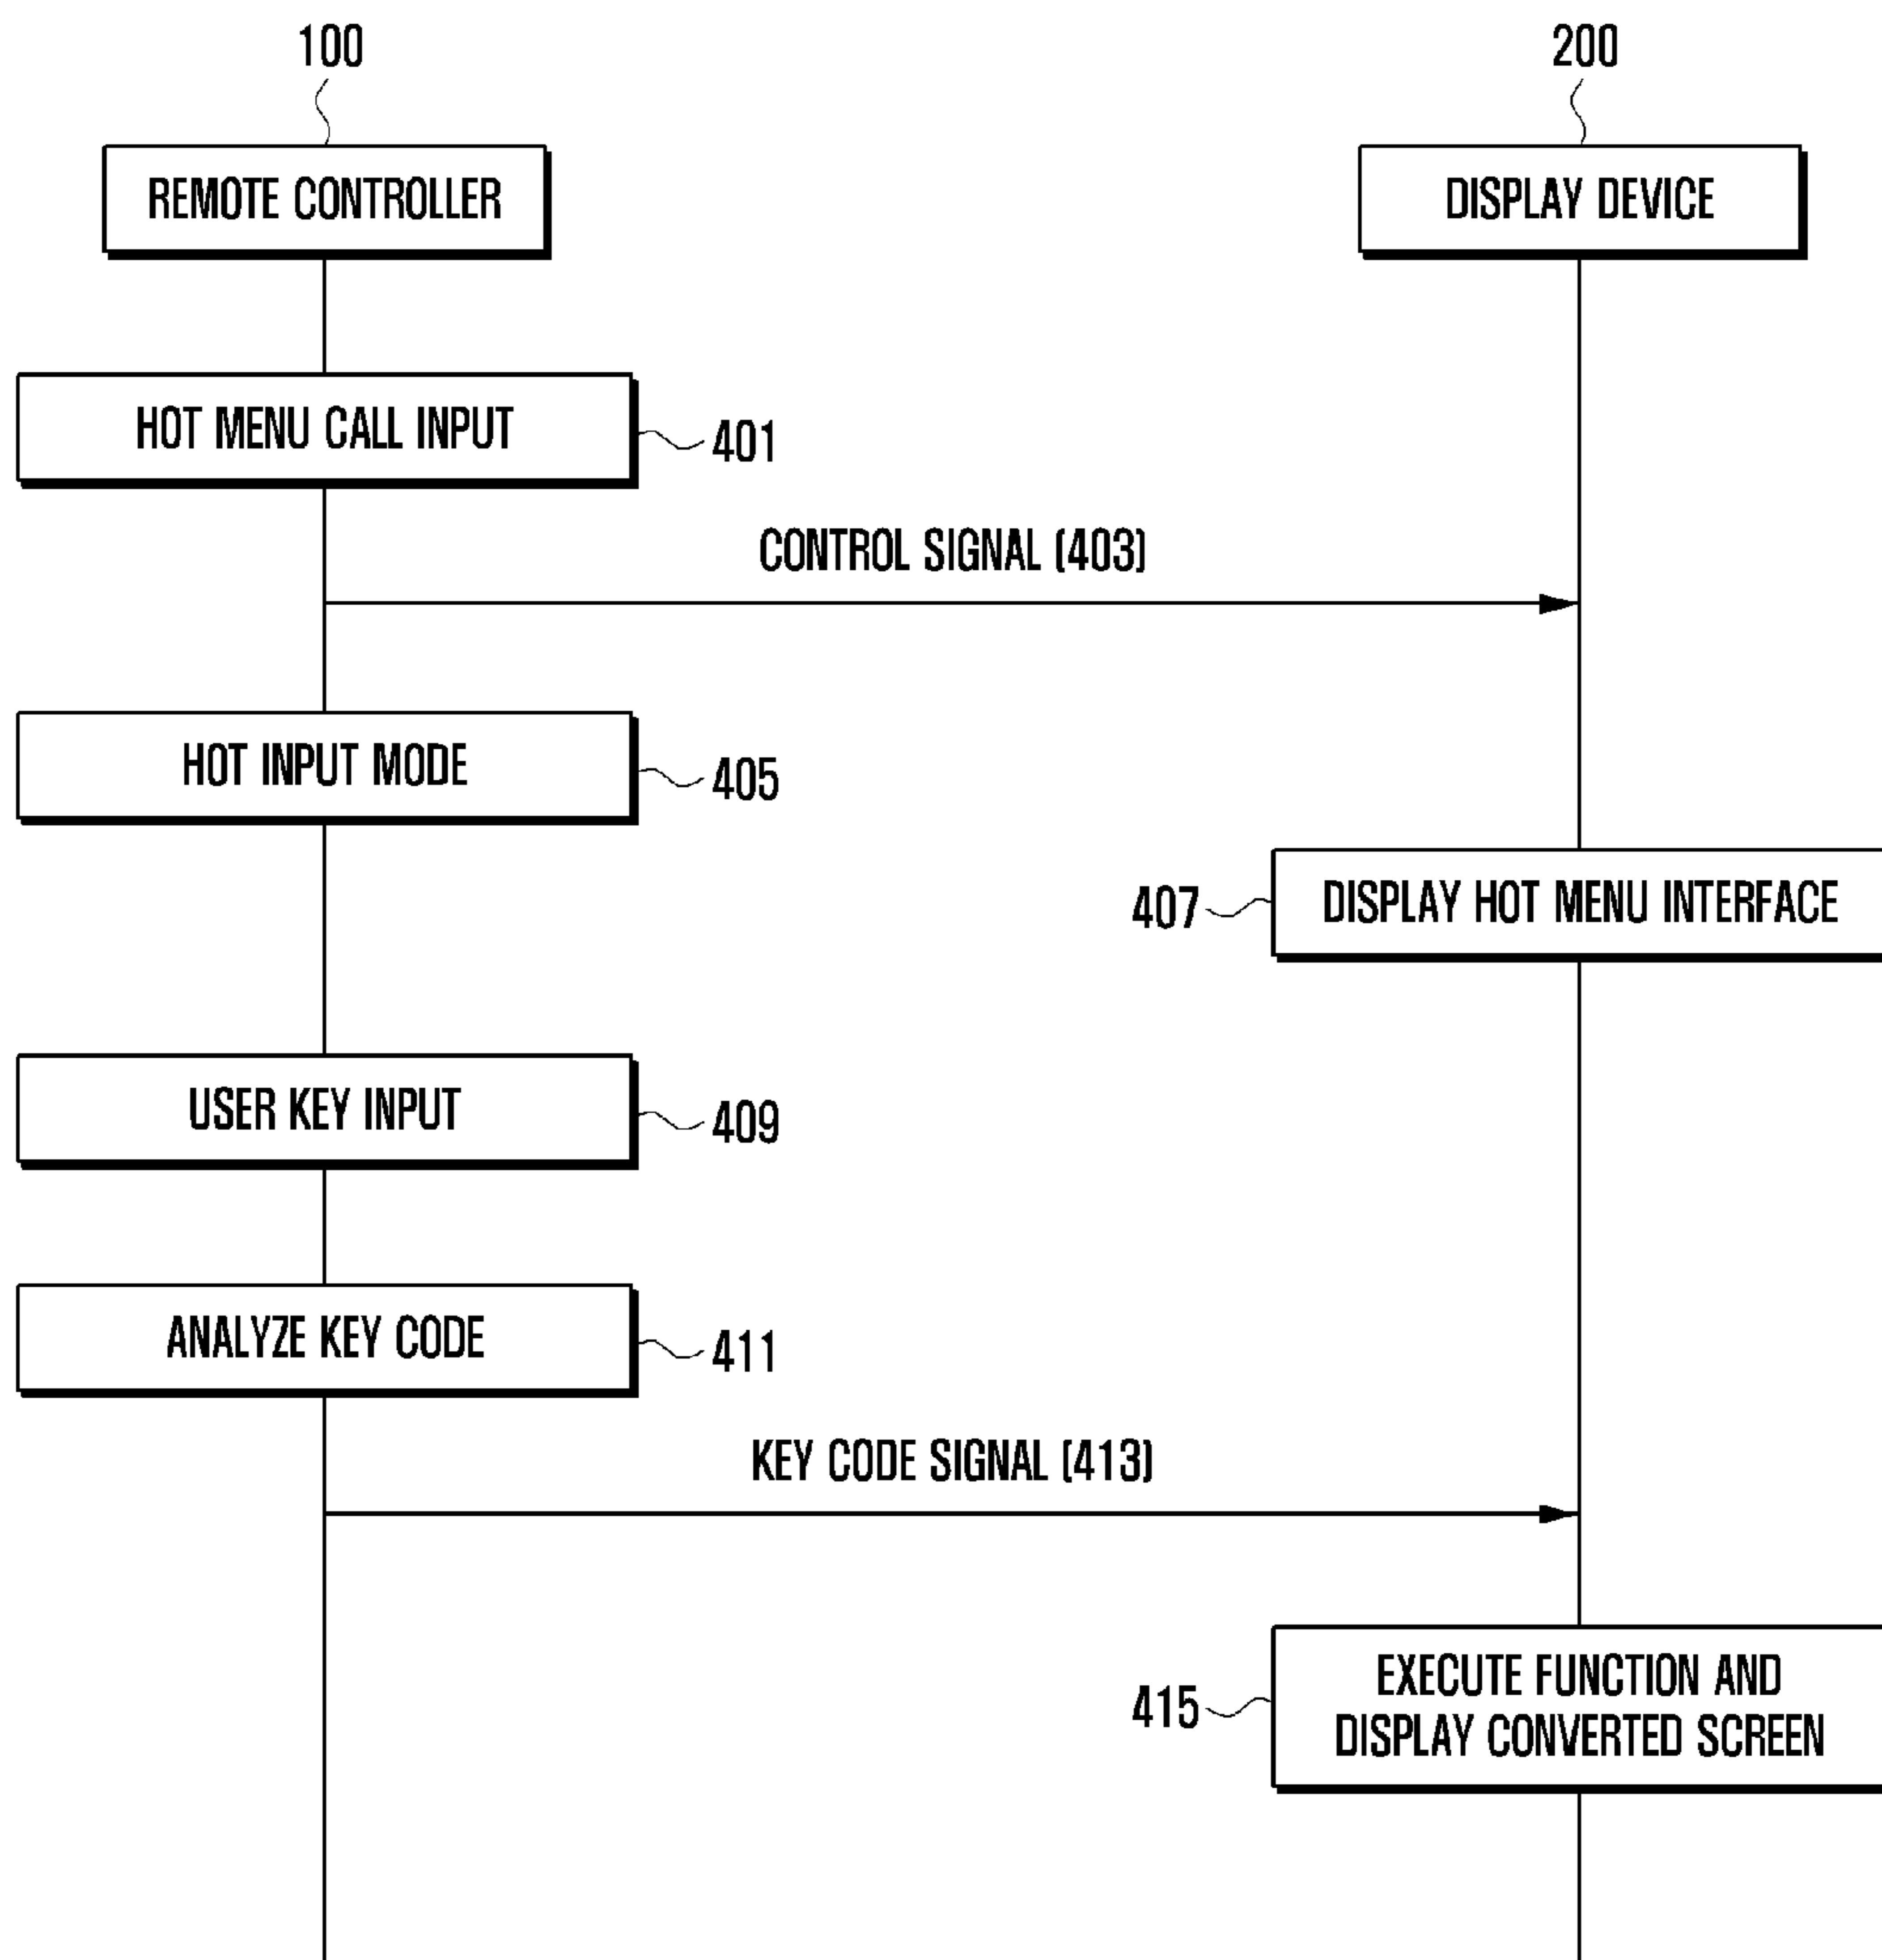 100
200
REMOTE CONTROLLER
DISPLAY DEVICE
HOT MENU CALL INPUT
401
CONTROL SIGNAL (403)
HOT INPUT MODE
405
DISPLAY HOT MENU INTERFACE
407
USER KEY INPUT
409
ANALYZE KEY CODE
411
KEY CODE SIGNAL (413)
EXECUTE FUNCTION AND
DISPLAY CONVERTED SCREEN
415